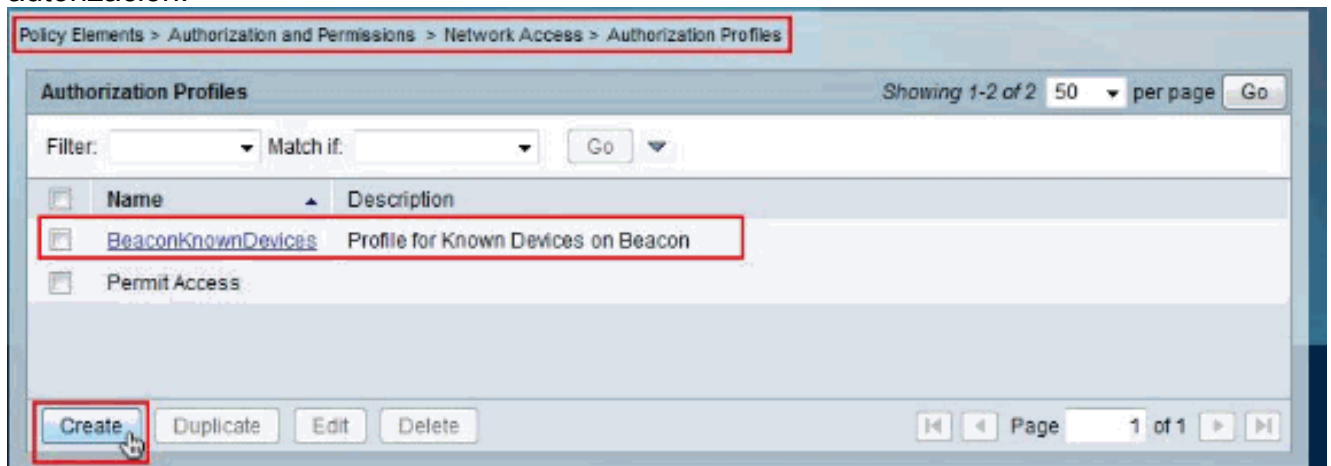 autorización.
Policy Elements > Authorization and Permissions > Network Access > Authorization Profiles
Authorization Profiles Showing 1-2 of 2 50 per page Go
Filter: Match if: Go
Name Description
BeaconKnownDevices Profile for Known Devices on Beacon
Permit Access
Create Duplicate Edit Delete Page 1 of 1